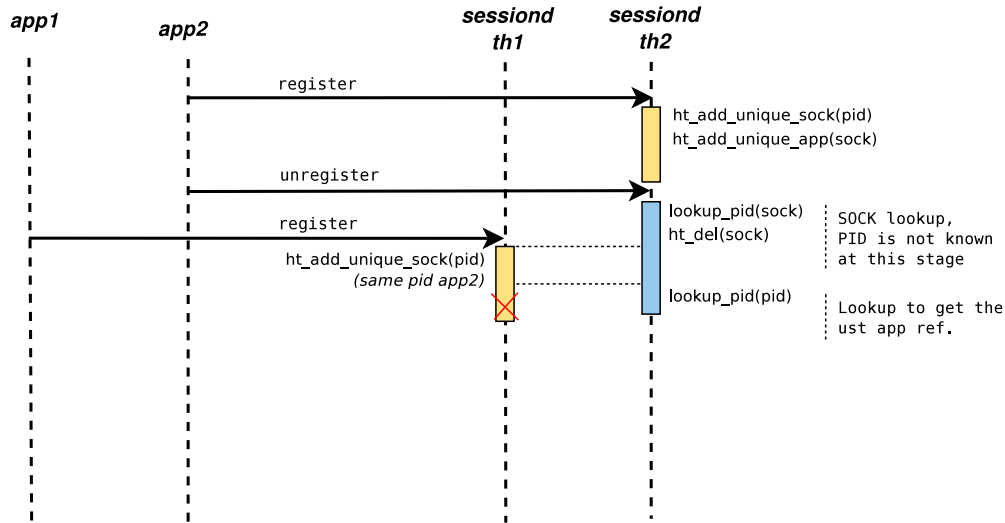 app1
app2
sessiond
th1
sessiond
th2
register
ht_add_unique_sock(pid)
ht_add_unique_app(sock)
unregister
lookup_pid(sock)
ht_del(sock)
SOCK lookup,
PID is not known
at this stage
register
ht_add_unique_sock(pid)
(same pid app2)
lookup_pid(pid)
Lookup to get the
ust app ref.